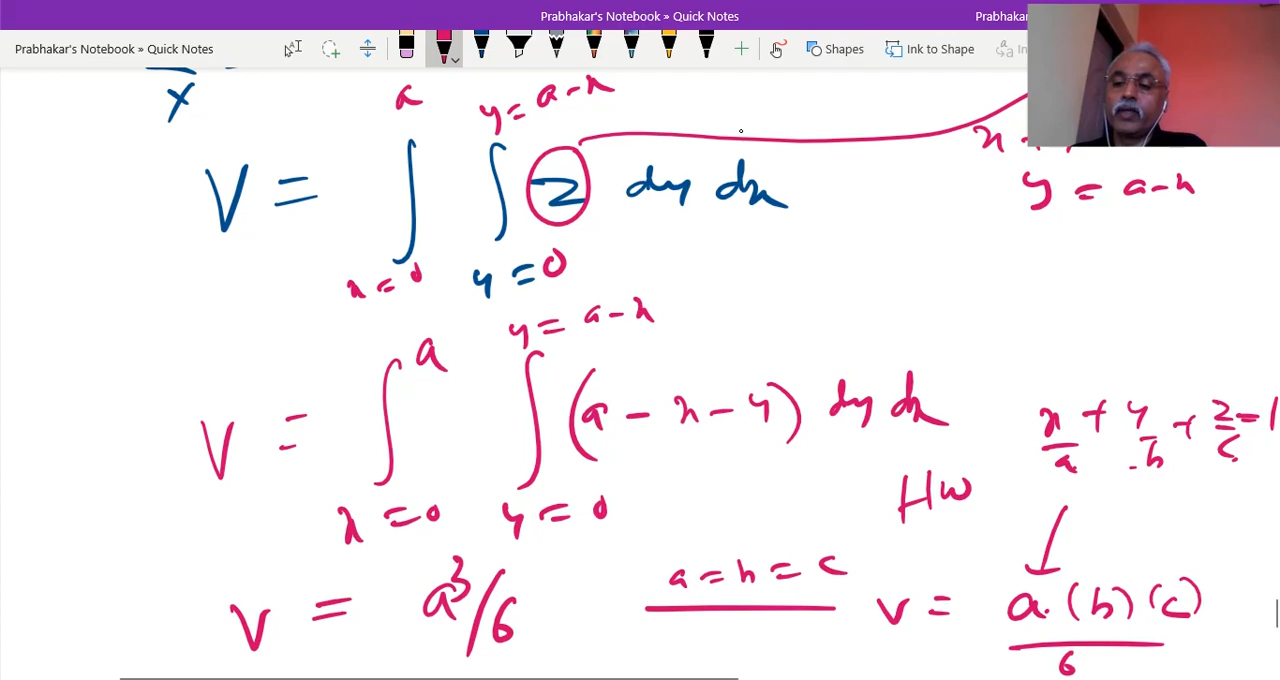 Prabhakar's Notebook » Quick Notes
Prabhakar's Notebook » Quick Notes
Shapes
Ink to Shape
x
a
y = a-x
V = ∫ ∫ z dy dx
x = 0
y = 0
y = a-x
a
y = a-x
V = ∫ ∫ (a - x - y) dy dx
x = 0
y = 0
x/a + y/b + z/c = 1
HW
V = a³/6
a = b = c
V = a.(b)(c)/6